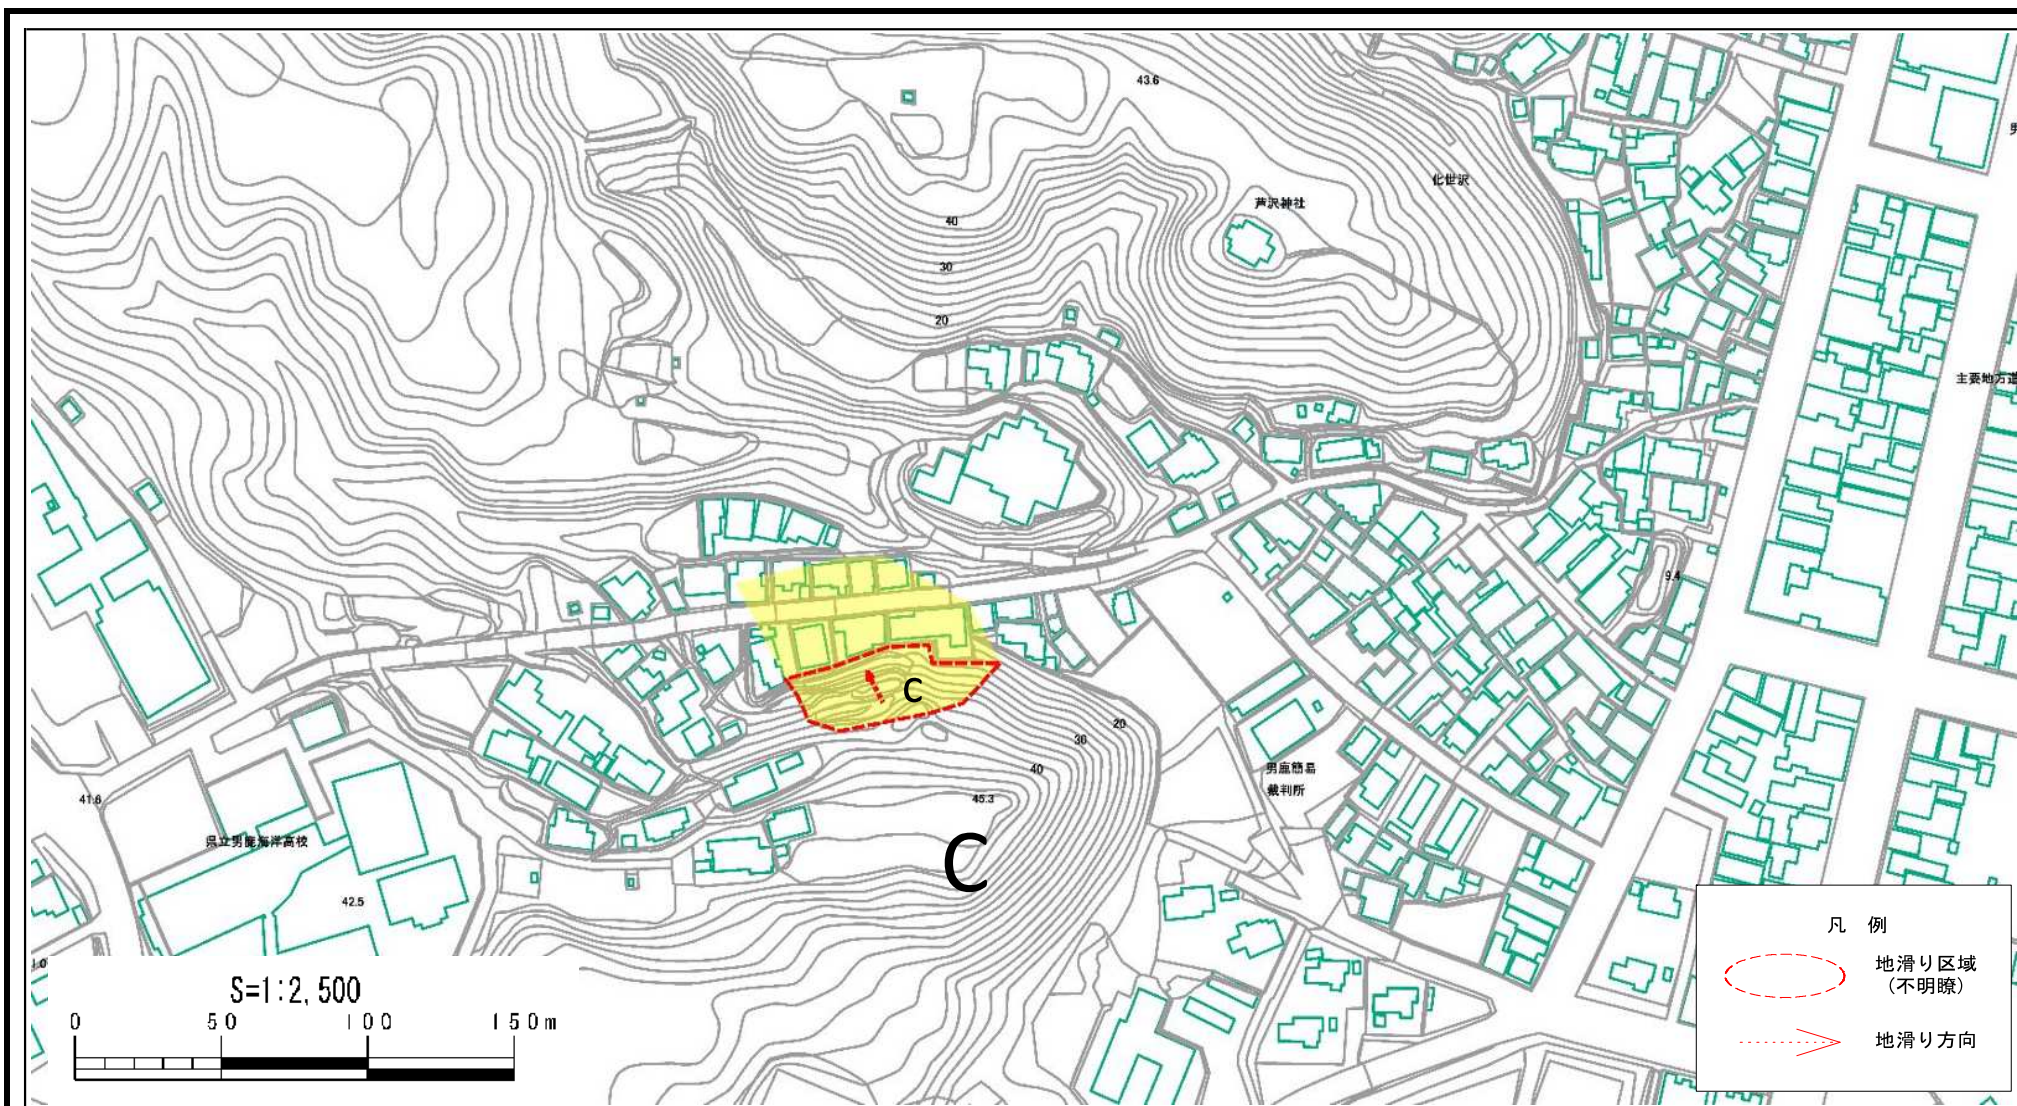 43.6
男
化世沢
芦沢神社
40
30
20
主要地方道
9.4
C
20
30
40
45.3
男鹿簡易
裁判所
41.6
県立男鹿海洋高校
C
42.5
S=1:2,500
0 50 100 150m
凡 例
地滑り区域
(不明瞭)
地滑り方向